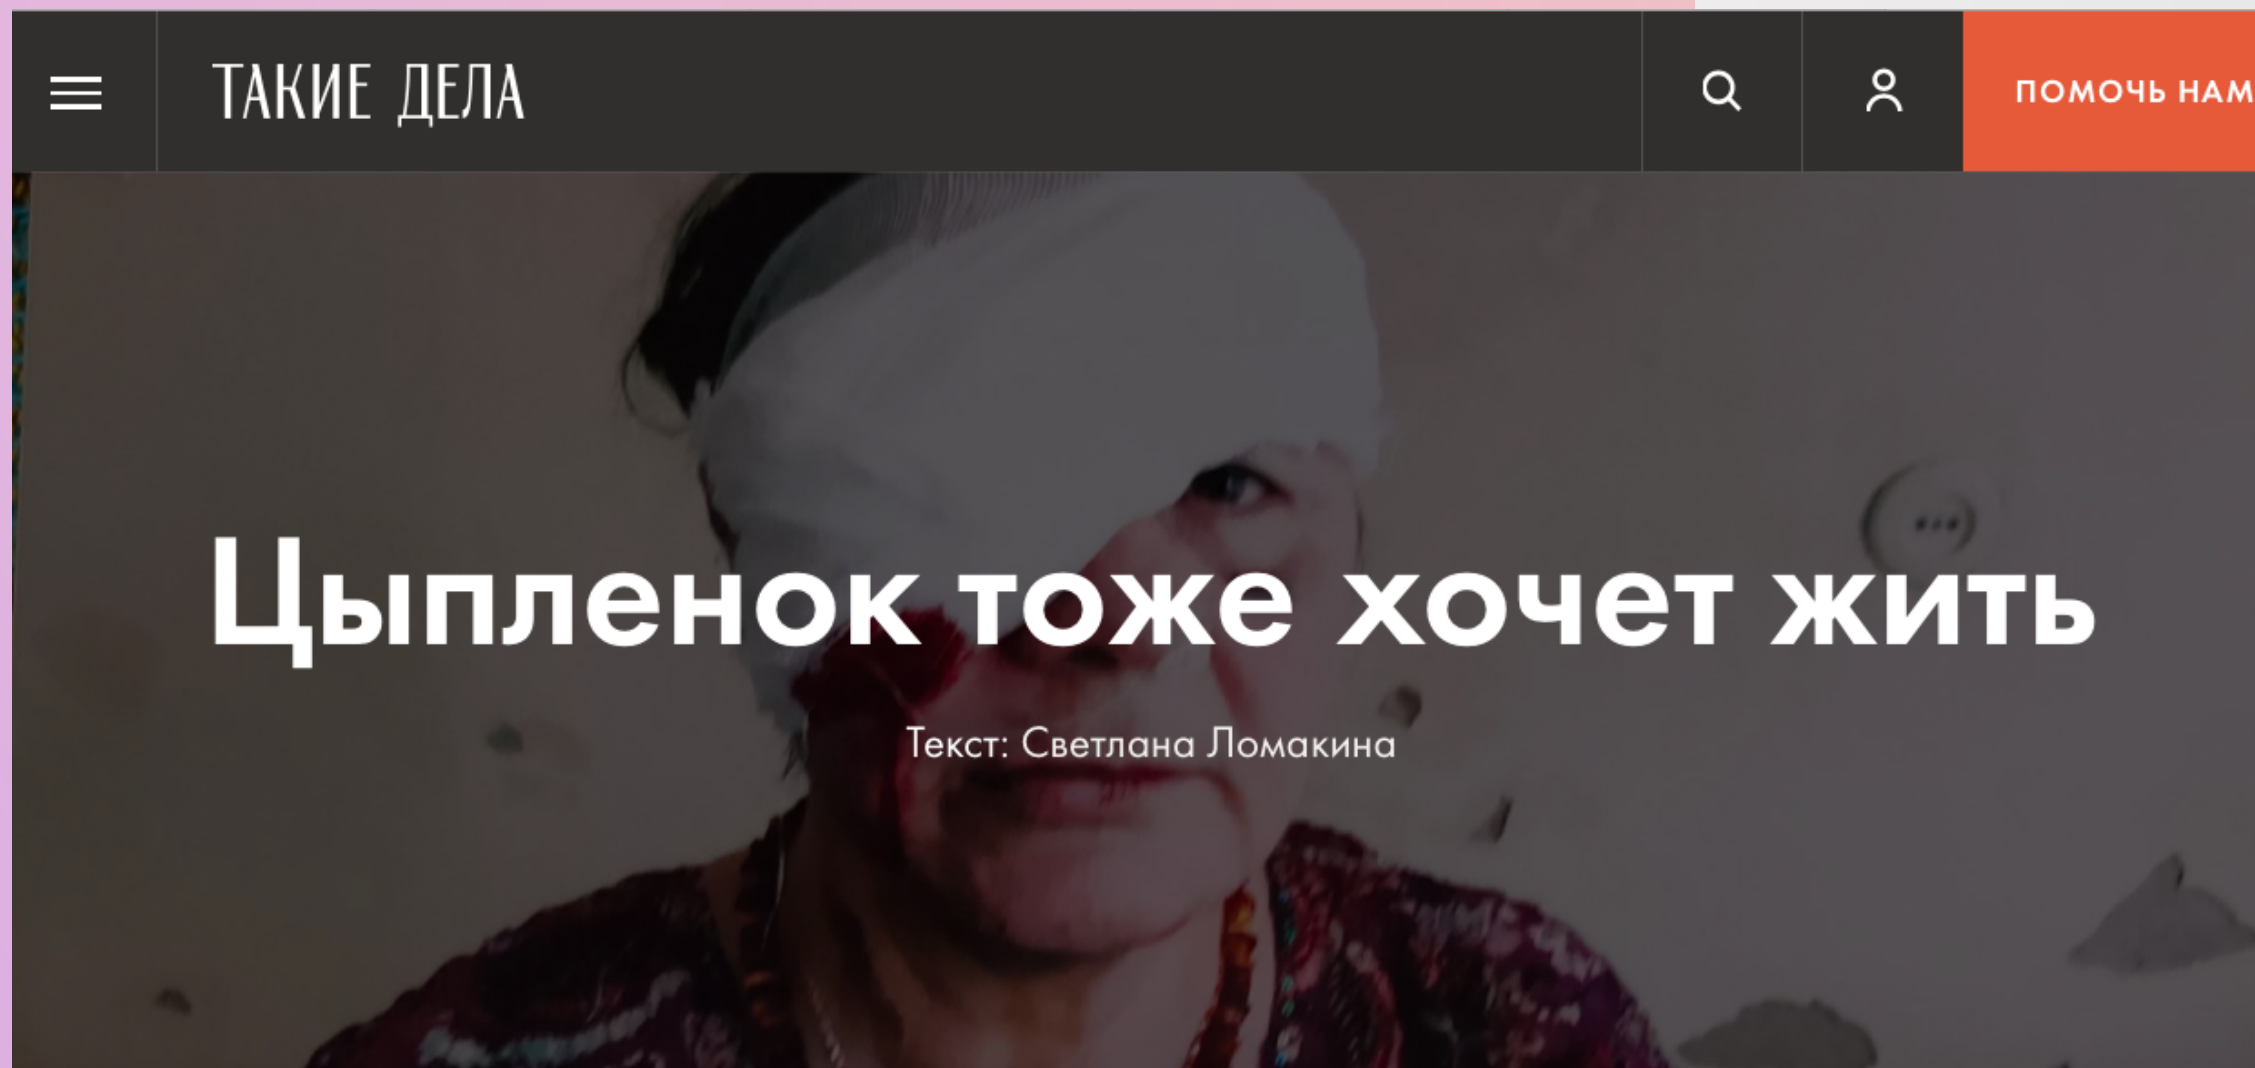 ТАКИЕ ДЕЛА
ПОМОЧЬ НАМ
Цыпленок тоже хочет жить
Текст: Светлана Ломакина